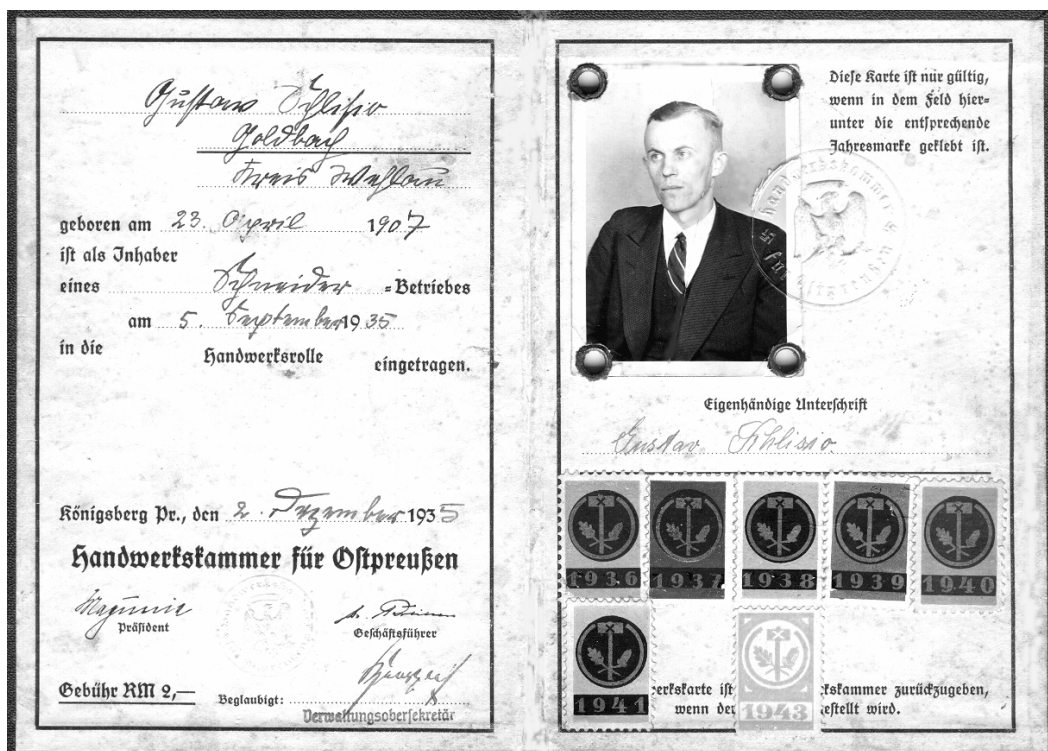 Gustav Schlisio
Goldbach
Kreis Wehlau
geboren am 23. April 1907
ist als Inhaber
eines Schneider =Betriebes
am 5. September 1935
in die Handwerksrolle eingetragen.
Königsberg Pr., den 2. Dezember 1935
Handwerkskammer für Ostpreußen
Präsident
Geschäftsführer
Gebühr RM 2,—
Beglaubigt:
Verwaltungsobersekretär
Diese Karte ist nur gültig,
wenn in dem Feld hier-
unter die entsprechende
Jahresmarke geklebt ist.
Handwerkskammer
Eigenhändige Unterschrift
Gustav Schlisio.
1936 1937 1938 1939 1940
1941 1943
erkskarte ist kskammer zurückzugeben,
wenn de estellt wird.